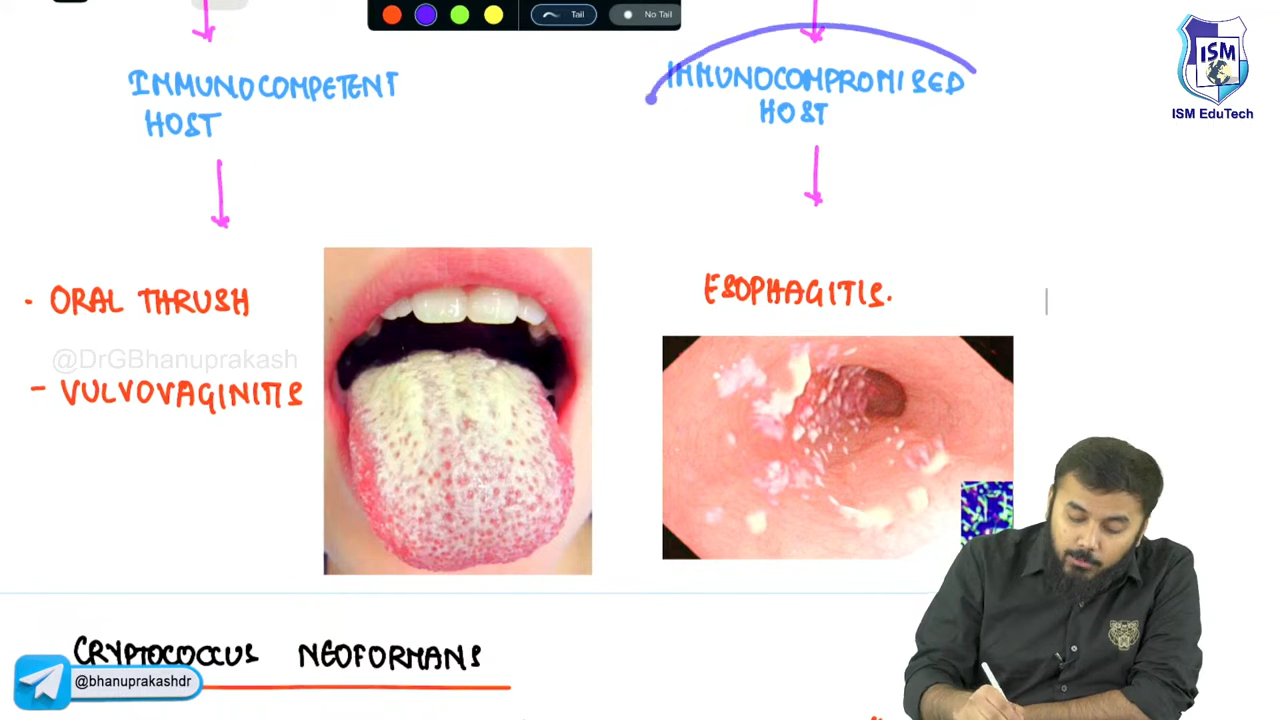 Tail
No Tail
ISM
ISM EduTech
IMMUNOCOMPETENT
HOST
IMMUNOCOMPROMISED
HOST
- ORAL THRUSH
@DrGBhanuprakash
- VULVOVAGINITIS
ESOPHAGITIS.
CRYPTOCOCCUS NEOFORMANS
@bhanuprakashdr